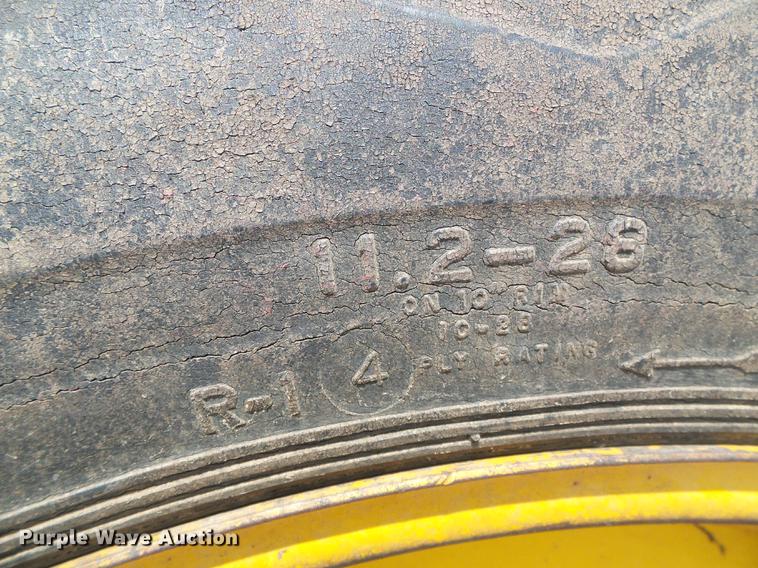 11.2-28
ON 10" RIM
10-28
R-1 4 PLY RATING
Purple Wave Auction